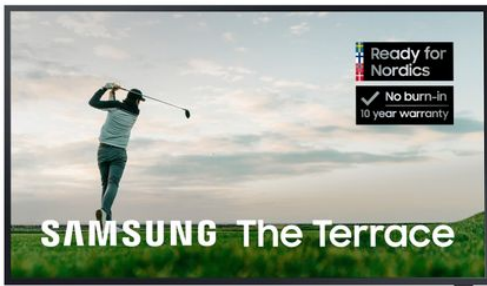 Ready for
Nordics
No burn-in
10 year warranty
SAMSUNG The Terrace